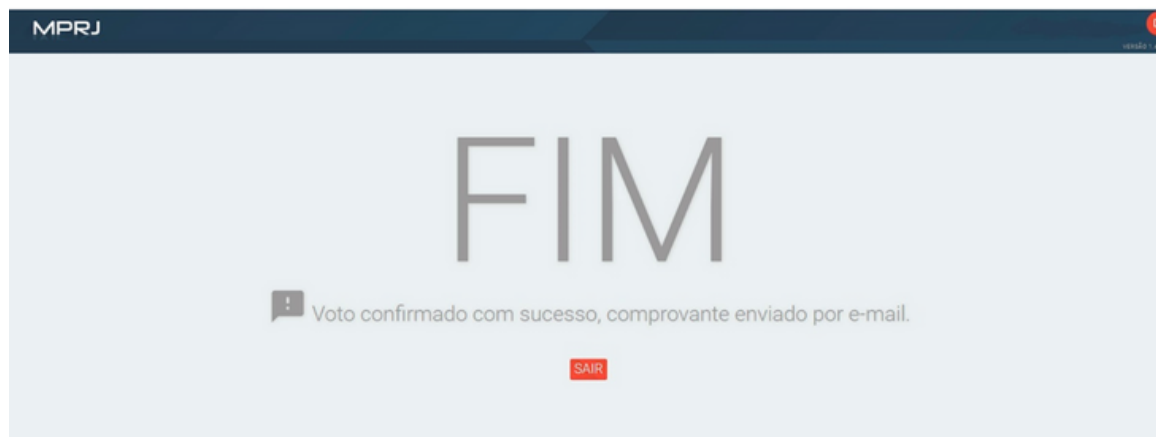 MPRJ
FIM
Voto confirmado com sucesso, comprovante enviado por e-mail.
SAIR